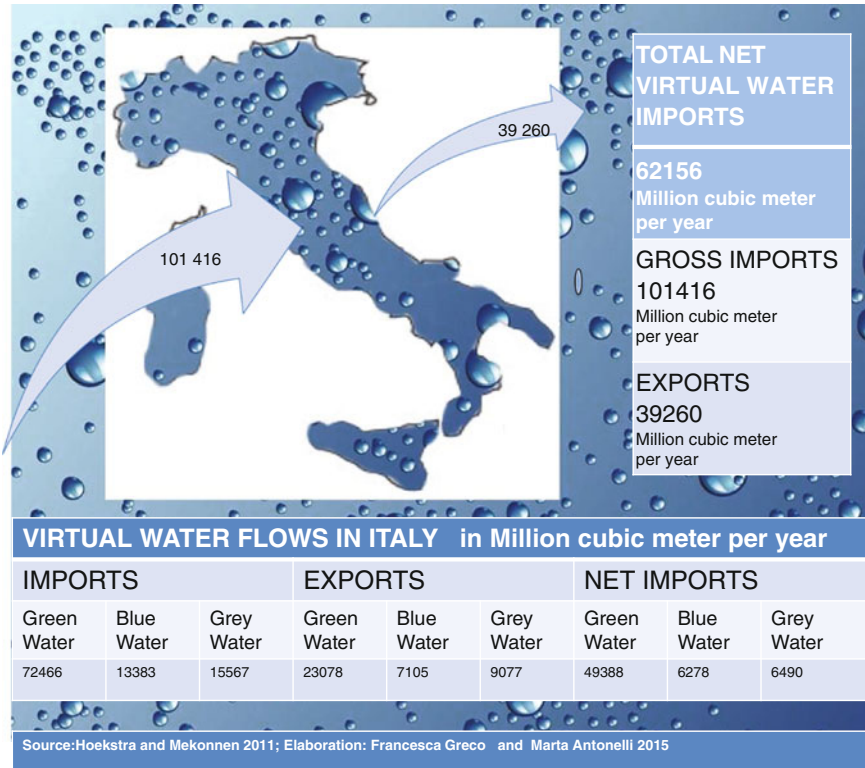 39 260
101 416
TOTAL NET
VIRTUAL WATER
IMPORTS
62156
Million cubic meter
per year
GROSS IMPORTS
101416
Million cubic meter
per year
EXPORTS
39260
Million cubic meter
per year
VIRTUAL WATER FLOWS IN ITALY in Million cubic meter per year
IMPORTS EXPORTS NET IMPORTS
Green Water Blue Water Grey Water Green Water Blue Water Grey Water Green Water Blue Water Grey Water
72466 13383 15567 23078 7105 9077 49388 6278 6490
Source:Hoekstra and Mekonnen 2011; Elaboration: Francesca Greco and Marta Antonelli 2015